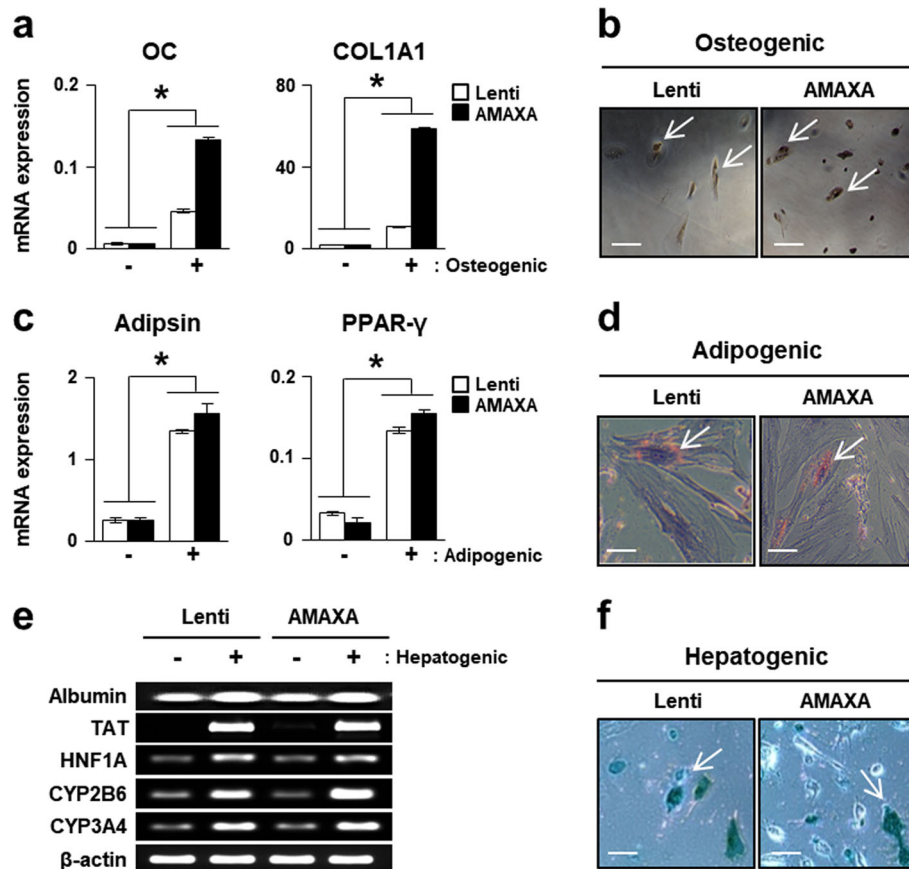 a
OC
COL1A1
mRNA expression
0.2
0.1
0
80
40
0
Lenti
AMAXA
*
*
- +
- + : Osteogenic
b
Osteogenic
Lenti AMAXA
c
Adipsin
PPAR-γ
mRNA expression
2
1
0
0.2
0.1
0
Lenti
AMAXA
*
*
- +
- + : Adipogenic
d
Adipogenic
Lenti AMAXA
e
Lenti AMAXA
- + - + : Hepatogenic
Albumin
TAT
HNF1A
CYP2B6
CYP3A4
β-actin
f
Hepatogenic
Lenti AMAXA